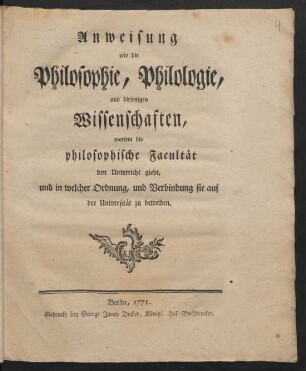 Anweisung
wie die
Philosophie, Philologie,
und diejenigen
Wissenschaften,
worinn die
philosophische Facultät
den Unterricht giebt,
und in welcher Ordnung, und Verbindung sie auf
der Universität zu betreiben.
Berlin, 1771.
Gedruckt bey George Jacob Decker, Königl. Hof-Buchdrucker.